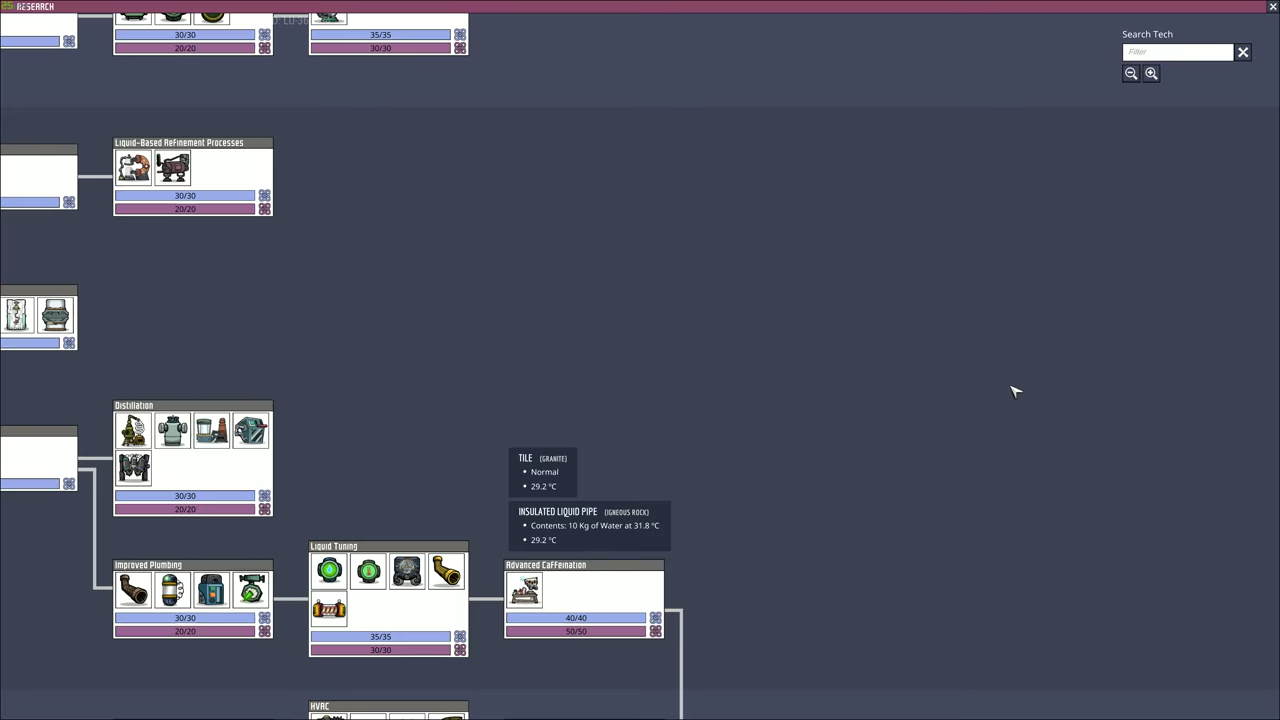 RESEARCH
30/30
20/20
35/35
30/30
Search Tech
Filter
Liquid-Based Refinement Processes
30/30
20/20
Distillation
30/30
20/20
TILE (GRANITE)
• Normal
• 29.2 °C
INSULATED LIQUID PIPE (IGNEOUS ROCK)
• Contents: 10 Kg of Water at 31.8 °C
• 29.2 °C
Improved Plumbing
30/30
20/20
Liquid Tuning
35/35
30/30
Advanced Caffeination
40/40
50/50
HVAC